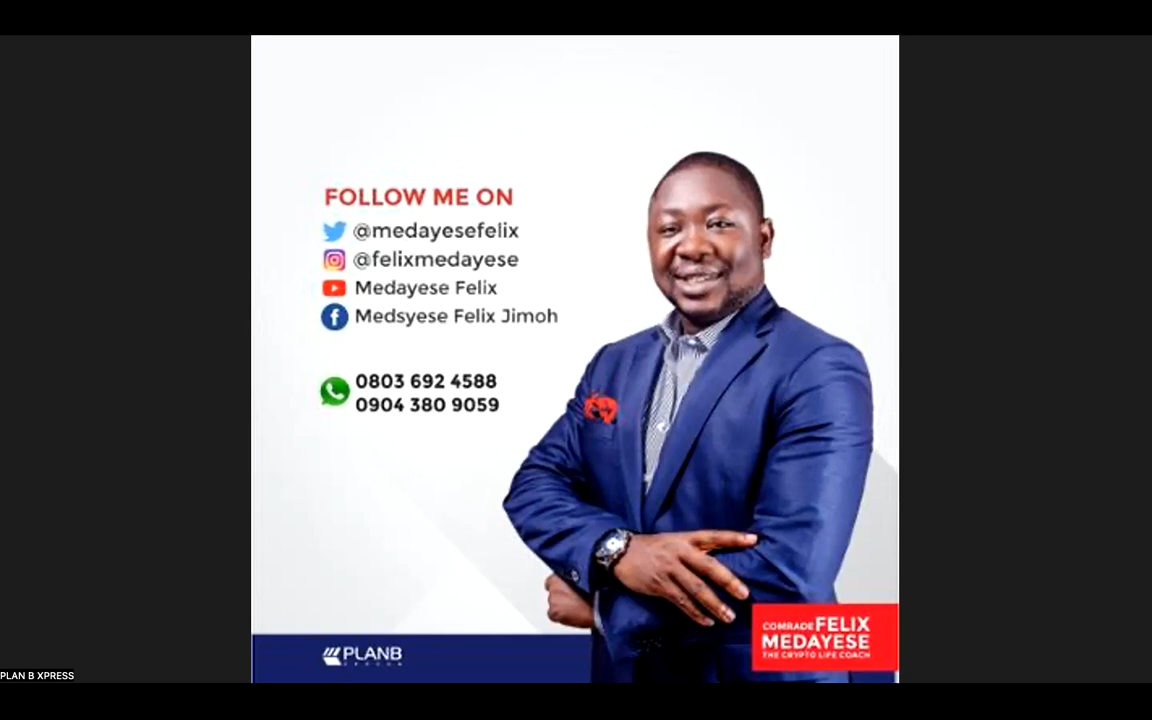 FOLLOW ME ON
@medayesefelix
@felixmedayese
Medayese Felix
Medsyese Felix Jimoh
0803 692 4588
0904 380 9059
COMRADE FELIX
MEDAYESE
THE CRYPTO LIFE COACH
PLANB
PLAN B XPRESS